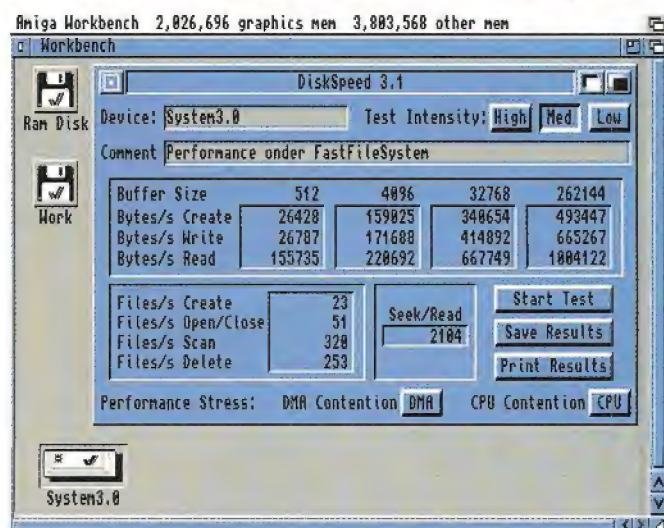 Amiga Workbench 2,026,696 graphics mem 3,803,568 other mem
Workbench
DiskSpeed 3.1
Ram Disk
Work
Device: System3.0 Test Intensity: High Med Low
Comment Performance under FastFileSystem
Buffer Size 512 4096 32768 262144
Bytes/s Create 26428 159025 340654 493447
Bytes/s Write 26787 171688 414892 665267
Bytes/s Read 155735 220692 667749 1004122
Files/s Create 23
Files/s Open/Close 51
Files/s Scan 320
Files/s Delete 253
Seek/Read
2104
Start Test
Save Results
Print Results
Performance Stress: DMA Contention DMA CPU Contention CPU
System3.0